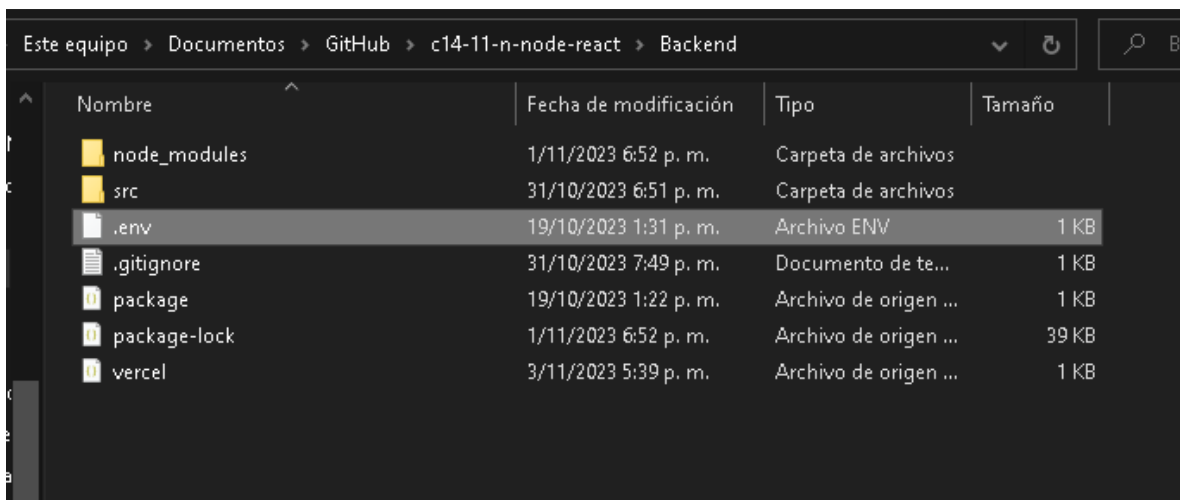 Este equipo > Documentos > GitHub > c14-11-n-node-react > Backend
Nombre Fecha de modificación Tipo Tamaño
node_modules 1/11/2023 6:52 p. m. Carpeta de archivos
src 31/10/2023 6:51 p. m. Carpeta de archivos
.env 19/10/2023 1:31 p. m. Archivo ENV 1 KB
.gitignore 31/10/2023 7:49 p. m. Documento de te... 1 KB
package 19/10/2023 1:22 p. m. Archivo de origen ... 1 KB
package-lock 1/11/2023 6:52 p. m. Archivo de origen ... 39 KB
vercel 3/11/2023 5:39 p. m. Archivo de origen ... 1 KB